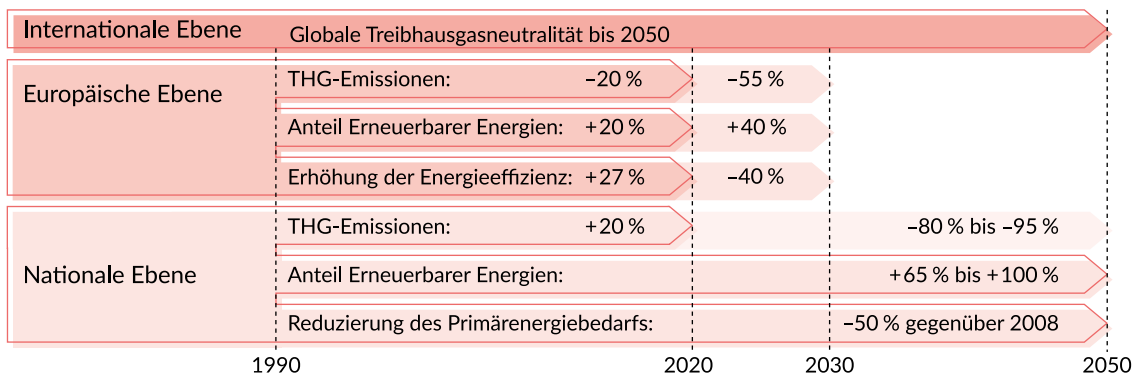 Internationale Ebene Globale Treibhausgasneutralität bis 2050
Europäische Ebene
THG-Emissionen: –20 % –55 %
Anteil Erneuerbarer Energien: +20 % +40 %
Erhöhung der Energieeffizienz: +27 % –40 %
Nationale Ebene
THG-Emissionen: +20 % –80 % bis –95 %
Anteil Erneuerbarer Energien: +65 % bis +100 %
Reduzierung des Primärenergiebedarfs: –50 % gegenüber 2008
1990 2020 2030 2050